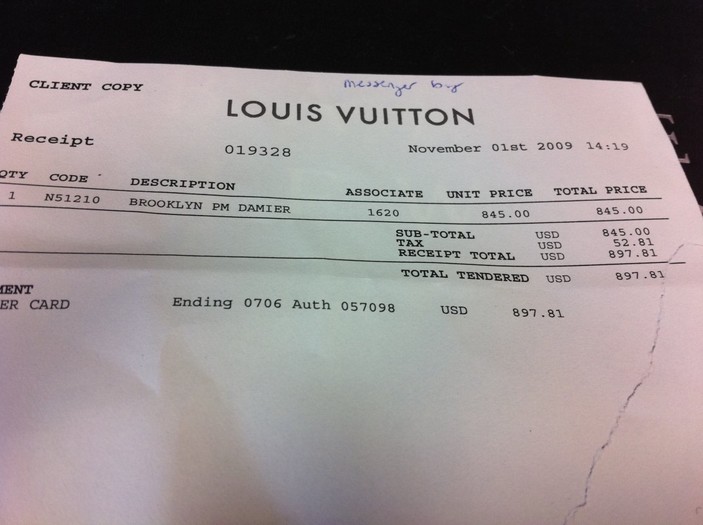 CLIENT COPY
messenger bag
LOUIS VUITTON
Receipt 019328 November 01st 2009 14:19
QTY CODE DESCRIPTION ASSOCIATE UNIT PRICE TOTAL PRICE
1 N51210 BROOKLYN PM DAMIER 1620 845.00 845.00
SUB-TOTAL USD 845.00
TAX USD 52.81
RECEIPT TOTAL USD 897.81
TOTAL TENDERED USD 897.81
MENT
ER CARD Ending 0706 Auth 057098 USD 897.81